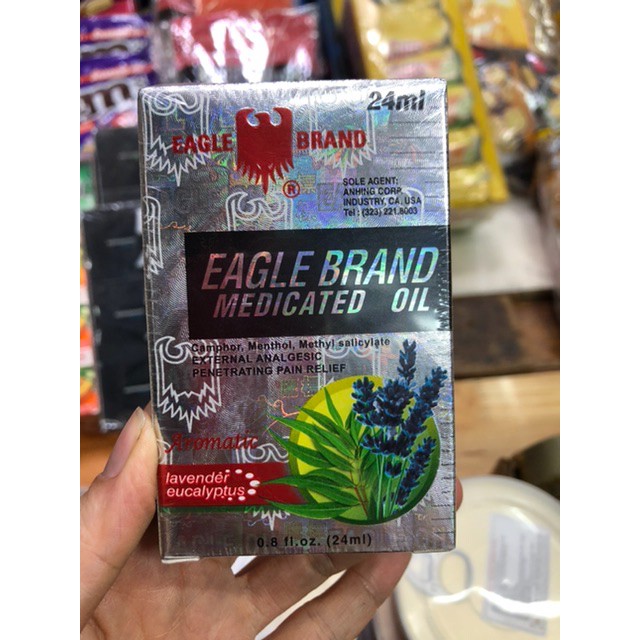 24ml
EAGLE BRAND
®
SOLE AGENT:
ANHING CORP.
INDUSTRY, CA. USA
Tel : (323) 221.8003
EAGLE BRAND
MEDICATED OIL
Camphor, Menthol, Methyl salicylate
EXTERNAL ANALGESIC
PENETRATING PAIN RELIEF
Aromatic
lavender
eucalyptus
0.8 fl.oz. (24ml)